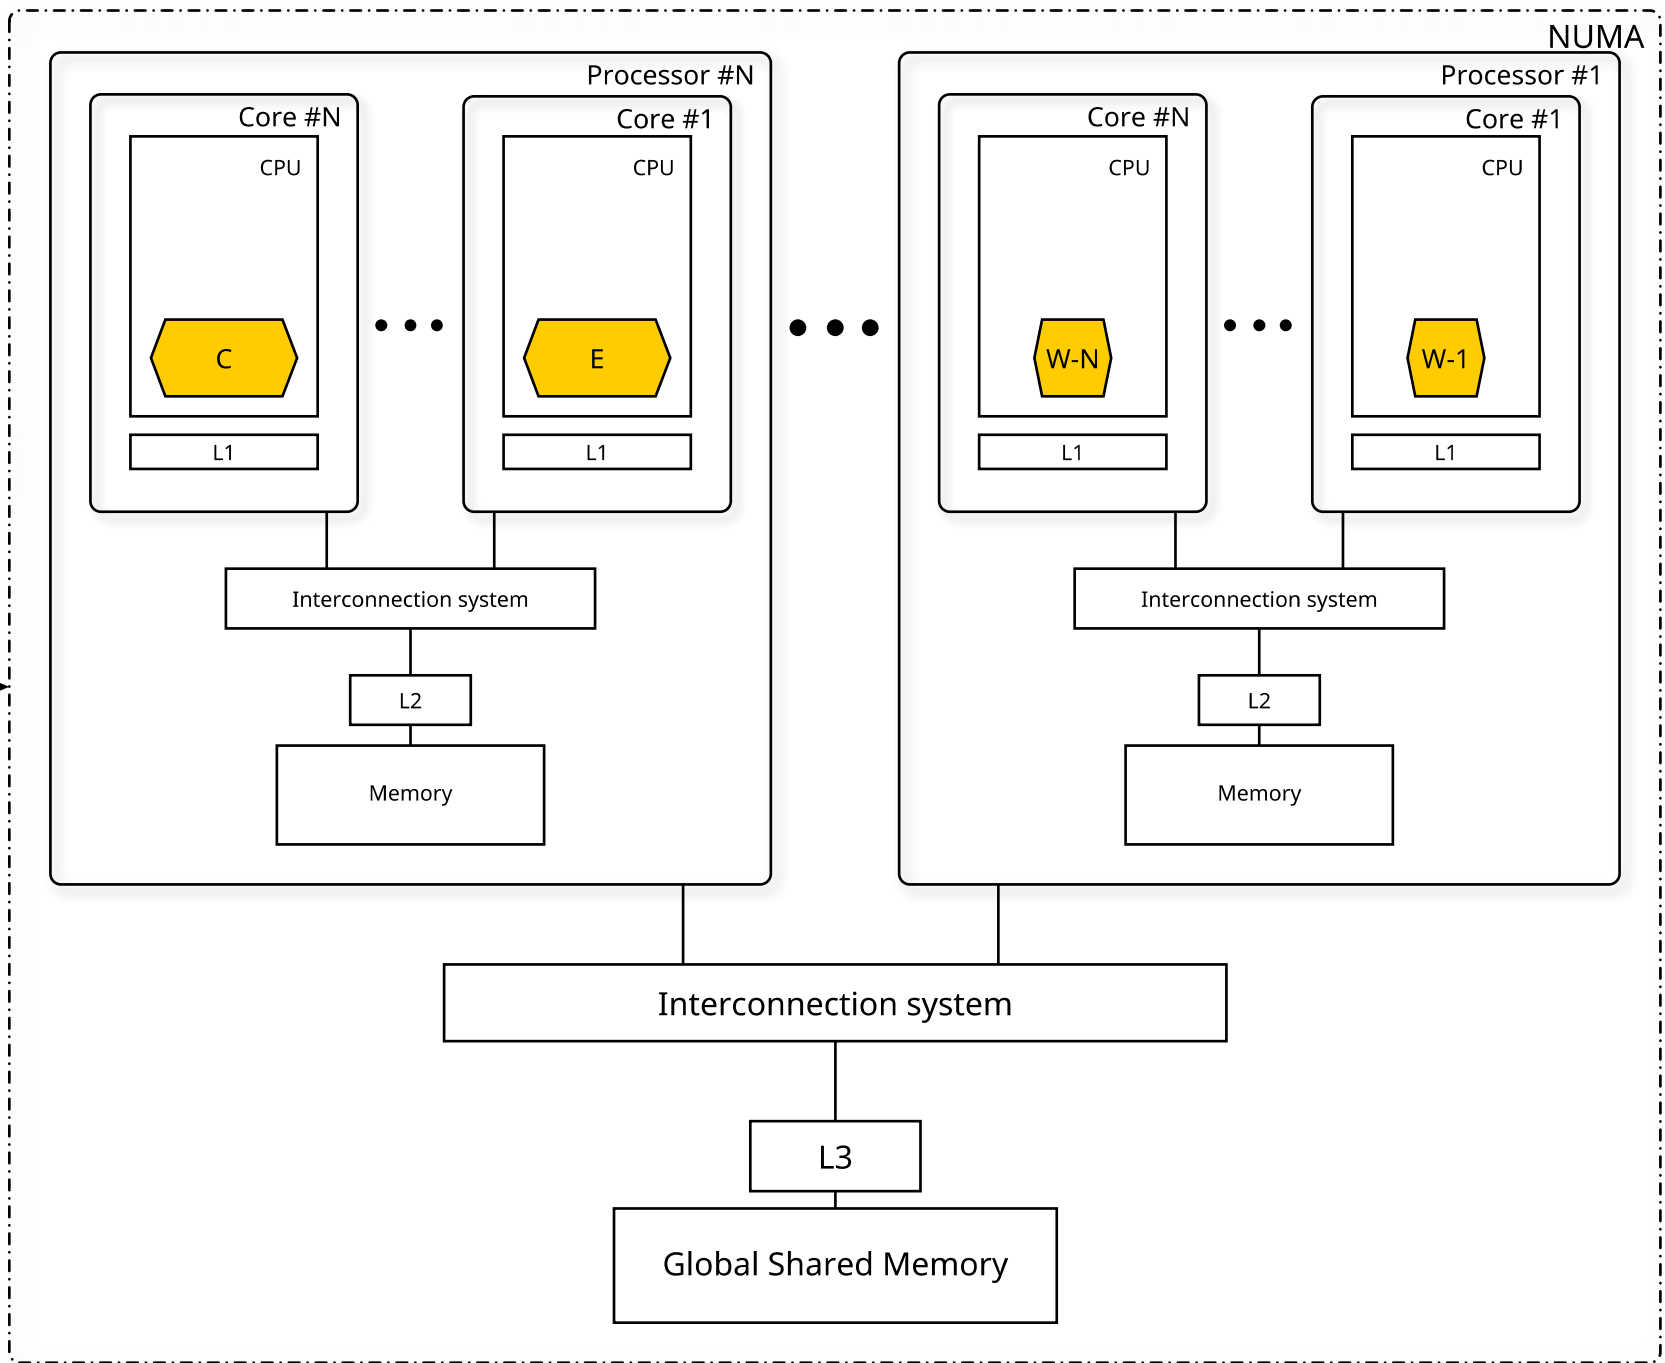 NUMA
Processor #N
Processor #1
Core #N
Core #1
Core #N
Core #1
CPU
CPU
CPU
CPU
C
E
W-N
W-1
L1
L1
L1
L1
Interconnection system
Interconnection system
L2
L2
Memory
Memory
Interconnection system
L3
Global Shared Memory